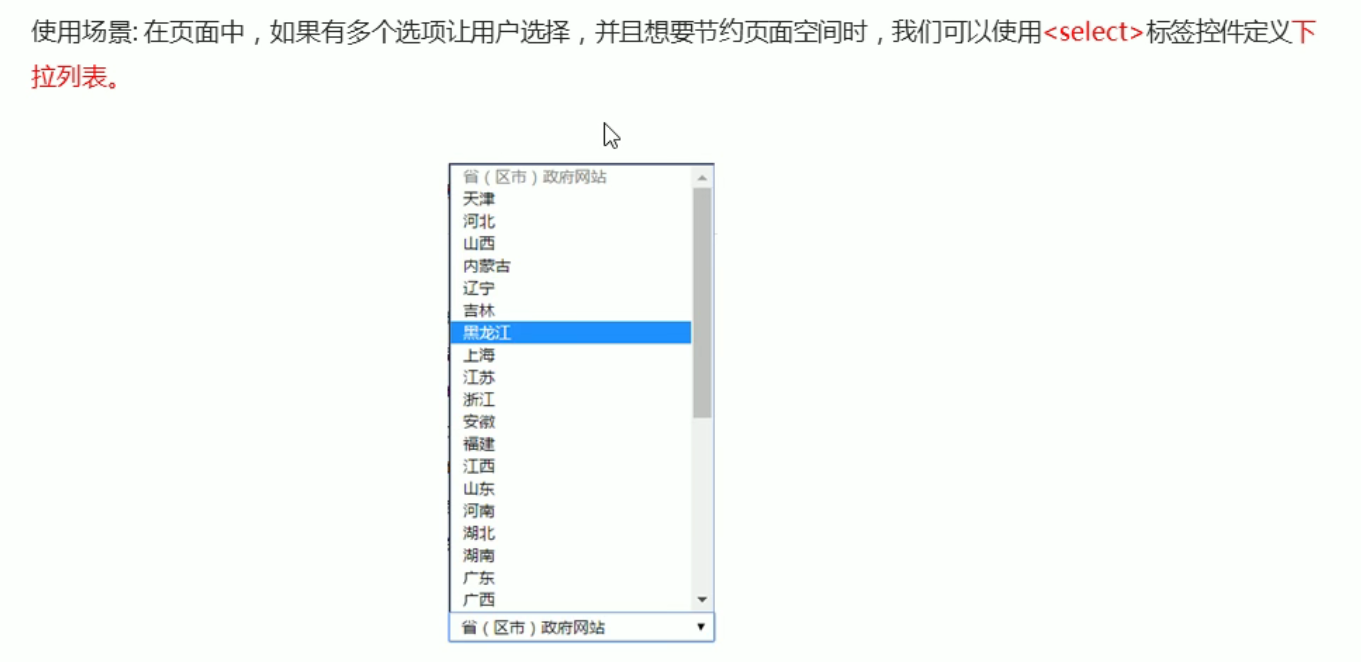 使用场景: 在页面中，如果有多个选项让用户选择，并且想要节约页面空间时，我们可以使用<select>标签控件定义下
拉列表。
省（区市）政府网站
天津
河北
山西
内蒙古
辽宁
吉林
黑龙江
上海
江苏
浙江
安徽
福建
江西
山东
河南
湖北
湖南
广东
广西
省（区市）政府网站